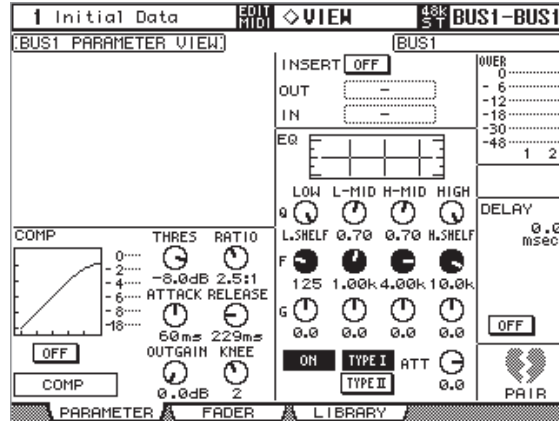 1 Initial Data EDIT MIDI ◇VIEW 48K ST BUS1-BUS1
BUS1 PARAMETER VIEW BUS1
INSERT OFF
OUT -
IN -
OVER
0
- 6
-12
-18
-30
-48
1 2
EQ
LOW L-MID H-MID HIGH
Q
L.SHELF 0.70 0.70 H.SHELF
F
125 1.00k 4.00k 10.0k
G
0.0 0.0 0.0 0.0
ON TYPE I ATT
TYPE II 0.0
DELAY
0.0
msec
OFF
PAIR
COMP
0
- 2
- 4
- 6
- 8
-18
THRES RATIO
-8.0dB 2.5:1
ATTACK RELEASE
60ms 229ms
OUTGAIN KNEE
0.0dB 2
OFF
COMP
PARAMETER FADER LIBRARY